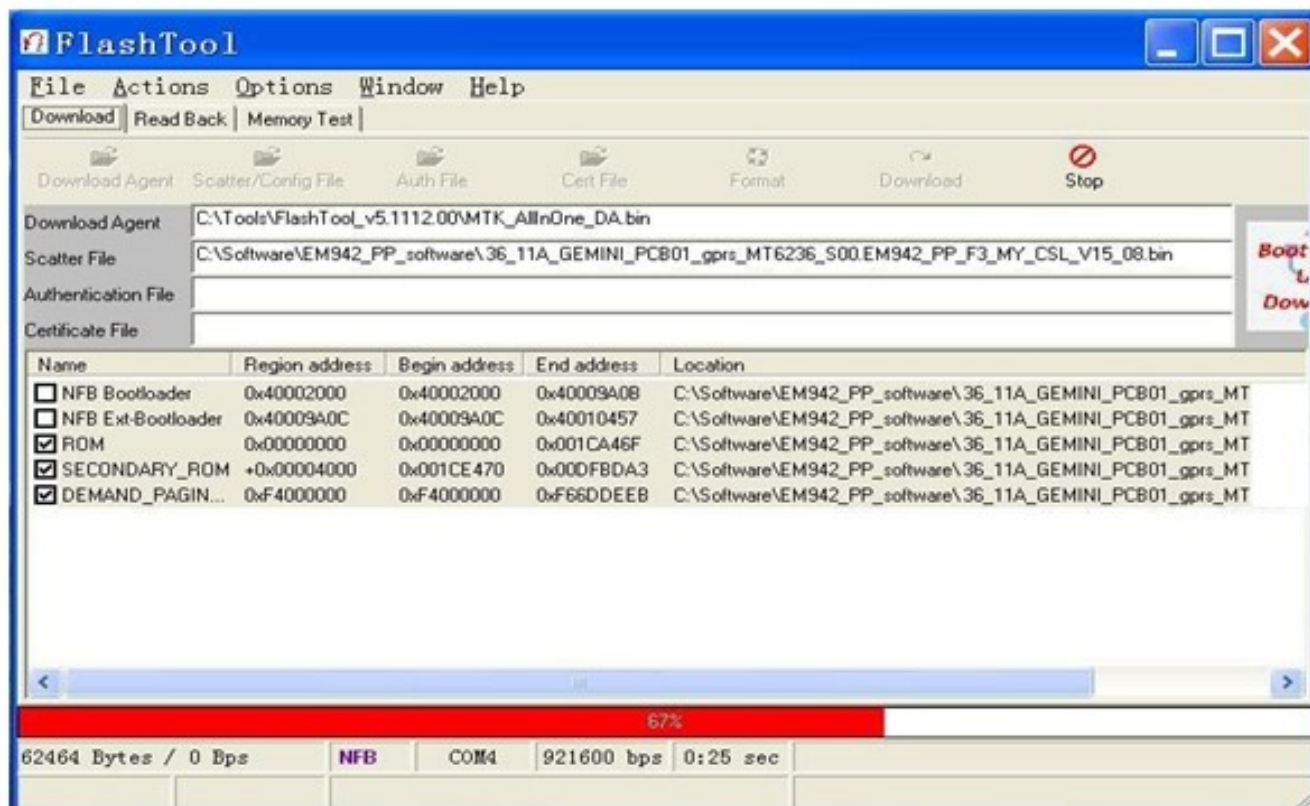 FlashTool
File Actions Options Window Help
Download Read Back Memory Test
Download Agent Scatter/Config File Auth File Cert File Format Download Stop
Download Agent C:\Tools\FlashTool_v5.1112.00\MTK_AllInOne_DA.bin
Scatter File C:\Software\EM942_PP_software\36_11A_GEMINI_PCB01_gprs_MT6236_S00.EM942_PP_F3_MY_CSL_V15_08.bin
Authentication File
Certificate File
Boot
L
Dow
Name Region address Begin address End address Location
NFB Bootloader 0x40002000 0x40002000 0x40009A0B C:\Software\EM942_PP_software\36_11A_GEMINI_PCB01_gprs_MT
NFB Ext-Bootloader 0x40009A0C 0x40009A0C 0x40010457 C:\Software\EM942_PP_software\36_11A_GEMINI_PCB01_gprs_MT
ROM 0x00000000 0x00000000 0x001CA46F C:\Software\EM942_PP_software\36_11A_GEMINI_PCB01_gprs_MT
SECONDARY_ROM +0x00004000 0x001CE470 0x00DFBDA3 C:\Software\EM942_PP_software\36_11A_GEMINI_PCB01_gprs_MT
DEMAND_PAGIN... 0xF4000000 0xF4000000 0xF66DDEEB C:\Software\EM942_PP_software\36_11A_GEMINI_PCB01_gprs_MT
67%
62464 Bytes / 0 Bps NFB COM4 921600 bps 0:25 sec